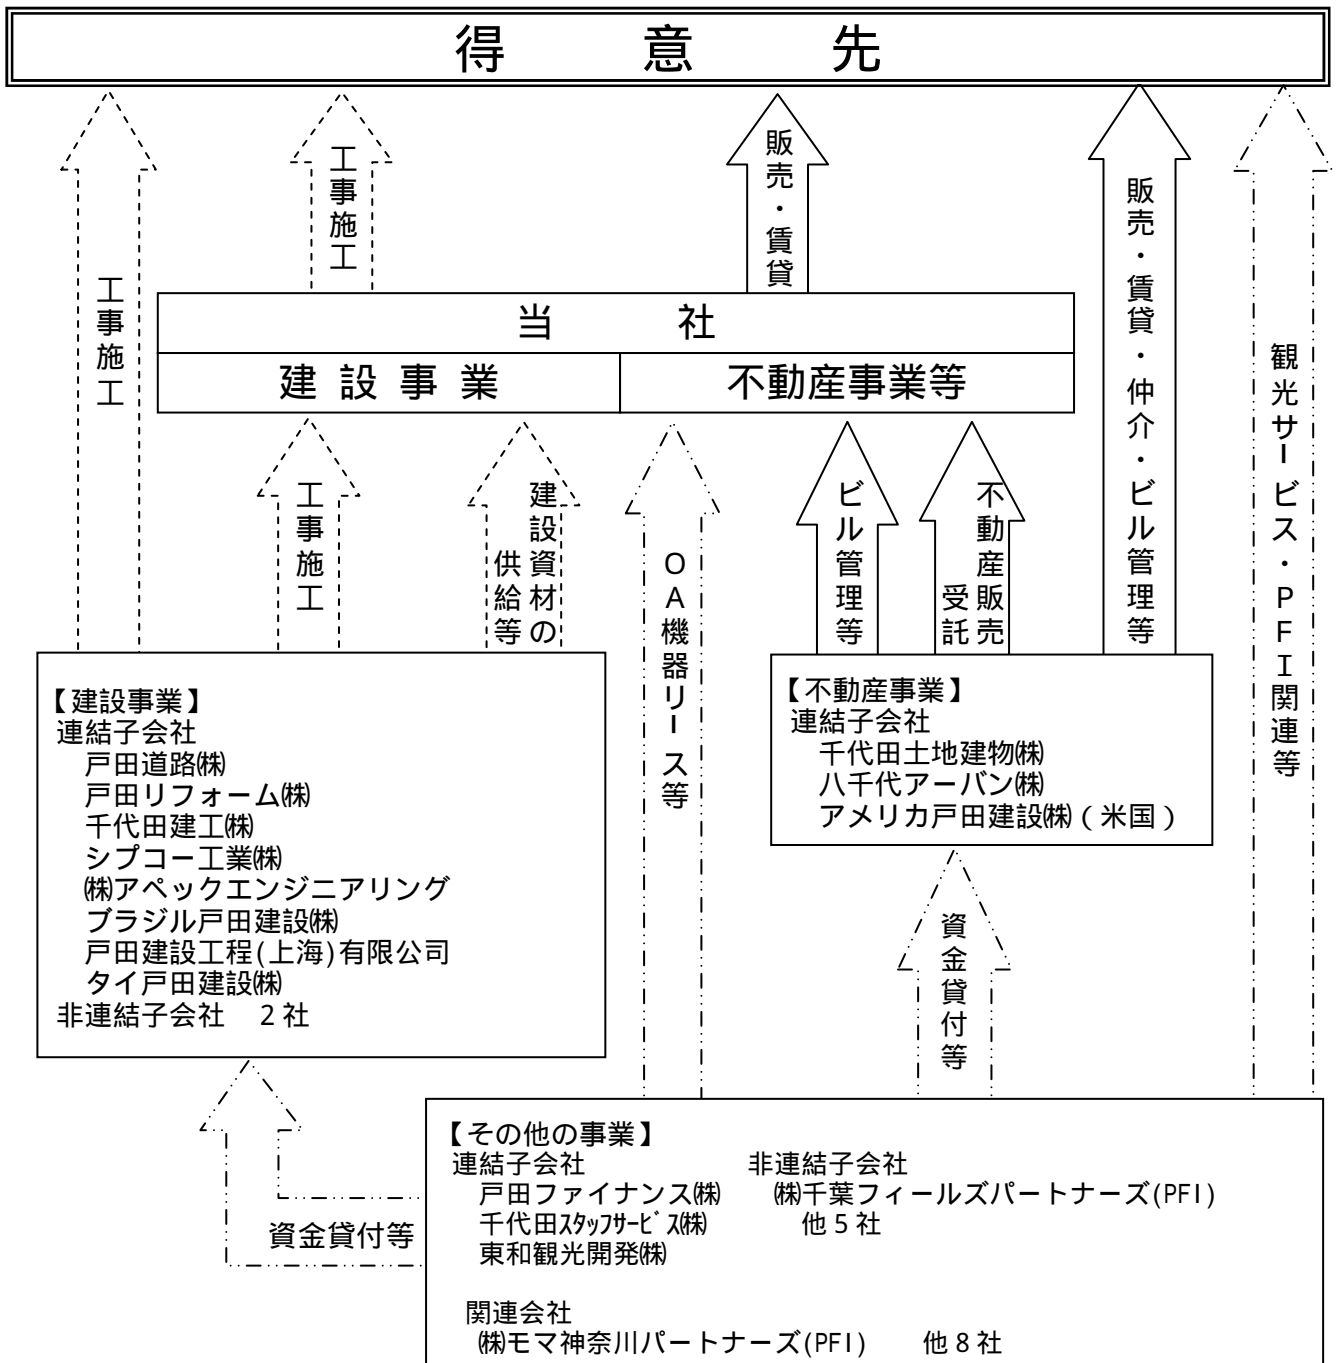 得意先
工事施工
工事施工
販売・賃貸
販売・賃貸・仲介・ビル管理等
観光サービス・PFI関連等
当社
建設事業
不動産事業等
工事施工
建設資材の
供給等
OA機器リース等
ビル管理等
不動産販売
受託
【建設事業】
連結子会社
戸田道路㈱
戸田リフォーム㈱
千代田建工㈱
シプコー工業㈱
㈱アペックエンジニアリング
ブラジル戸田建設㈱
戸田建設工程(上海)有限公司
タイ戸田建設㈱
非連結子会社 2社
【不動産事業】
連結子会社
千代田土地建物㈱
八千代アーバン㈱
アメリカ戸田建設㈱(米国)
資金貸付等
資金貸付等
【その他の事業】
連結子会社 非連結子会社
戸田ファイナンス㈱ ㈱千葉フィールズパートナーズ(PFI)
千代田ｽﾀｯﾌｻｰﾋﾞｽ㈱ 他5社
東和観光開発㈱
関連会社
㈱モマ神奈川パートナーズ(PFI) 他8社